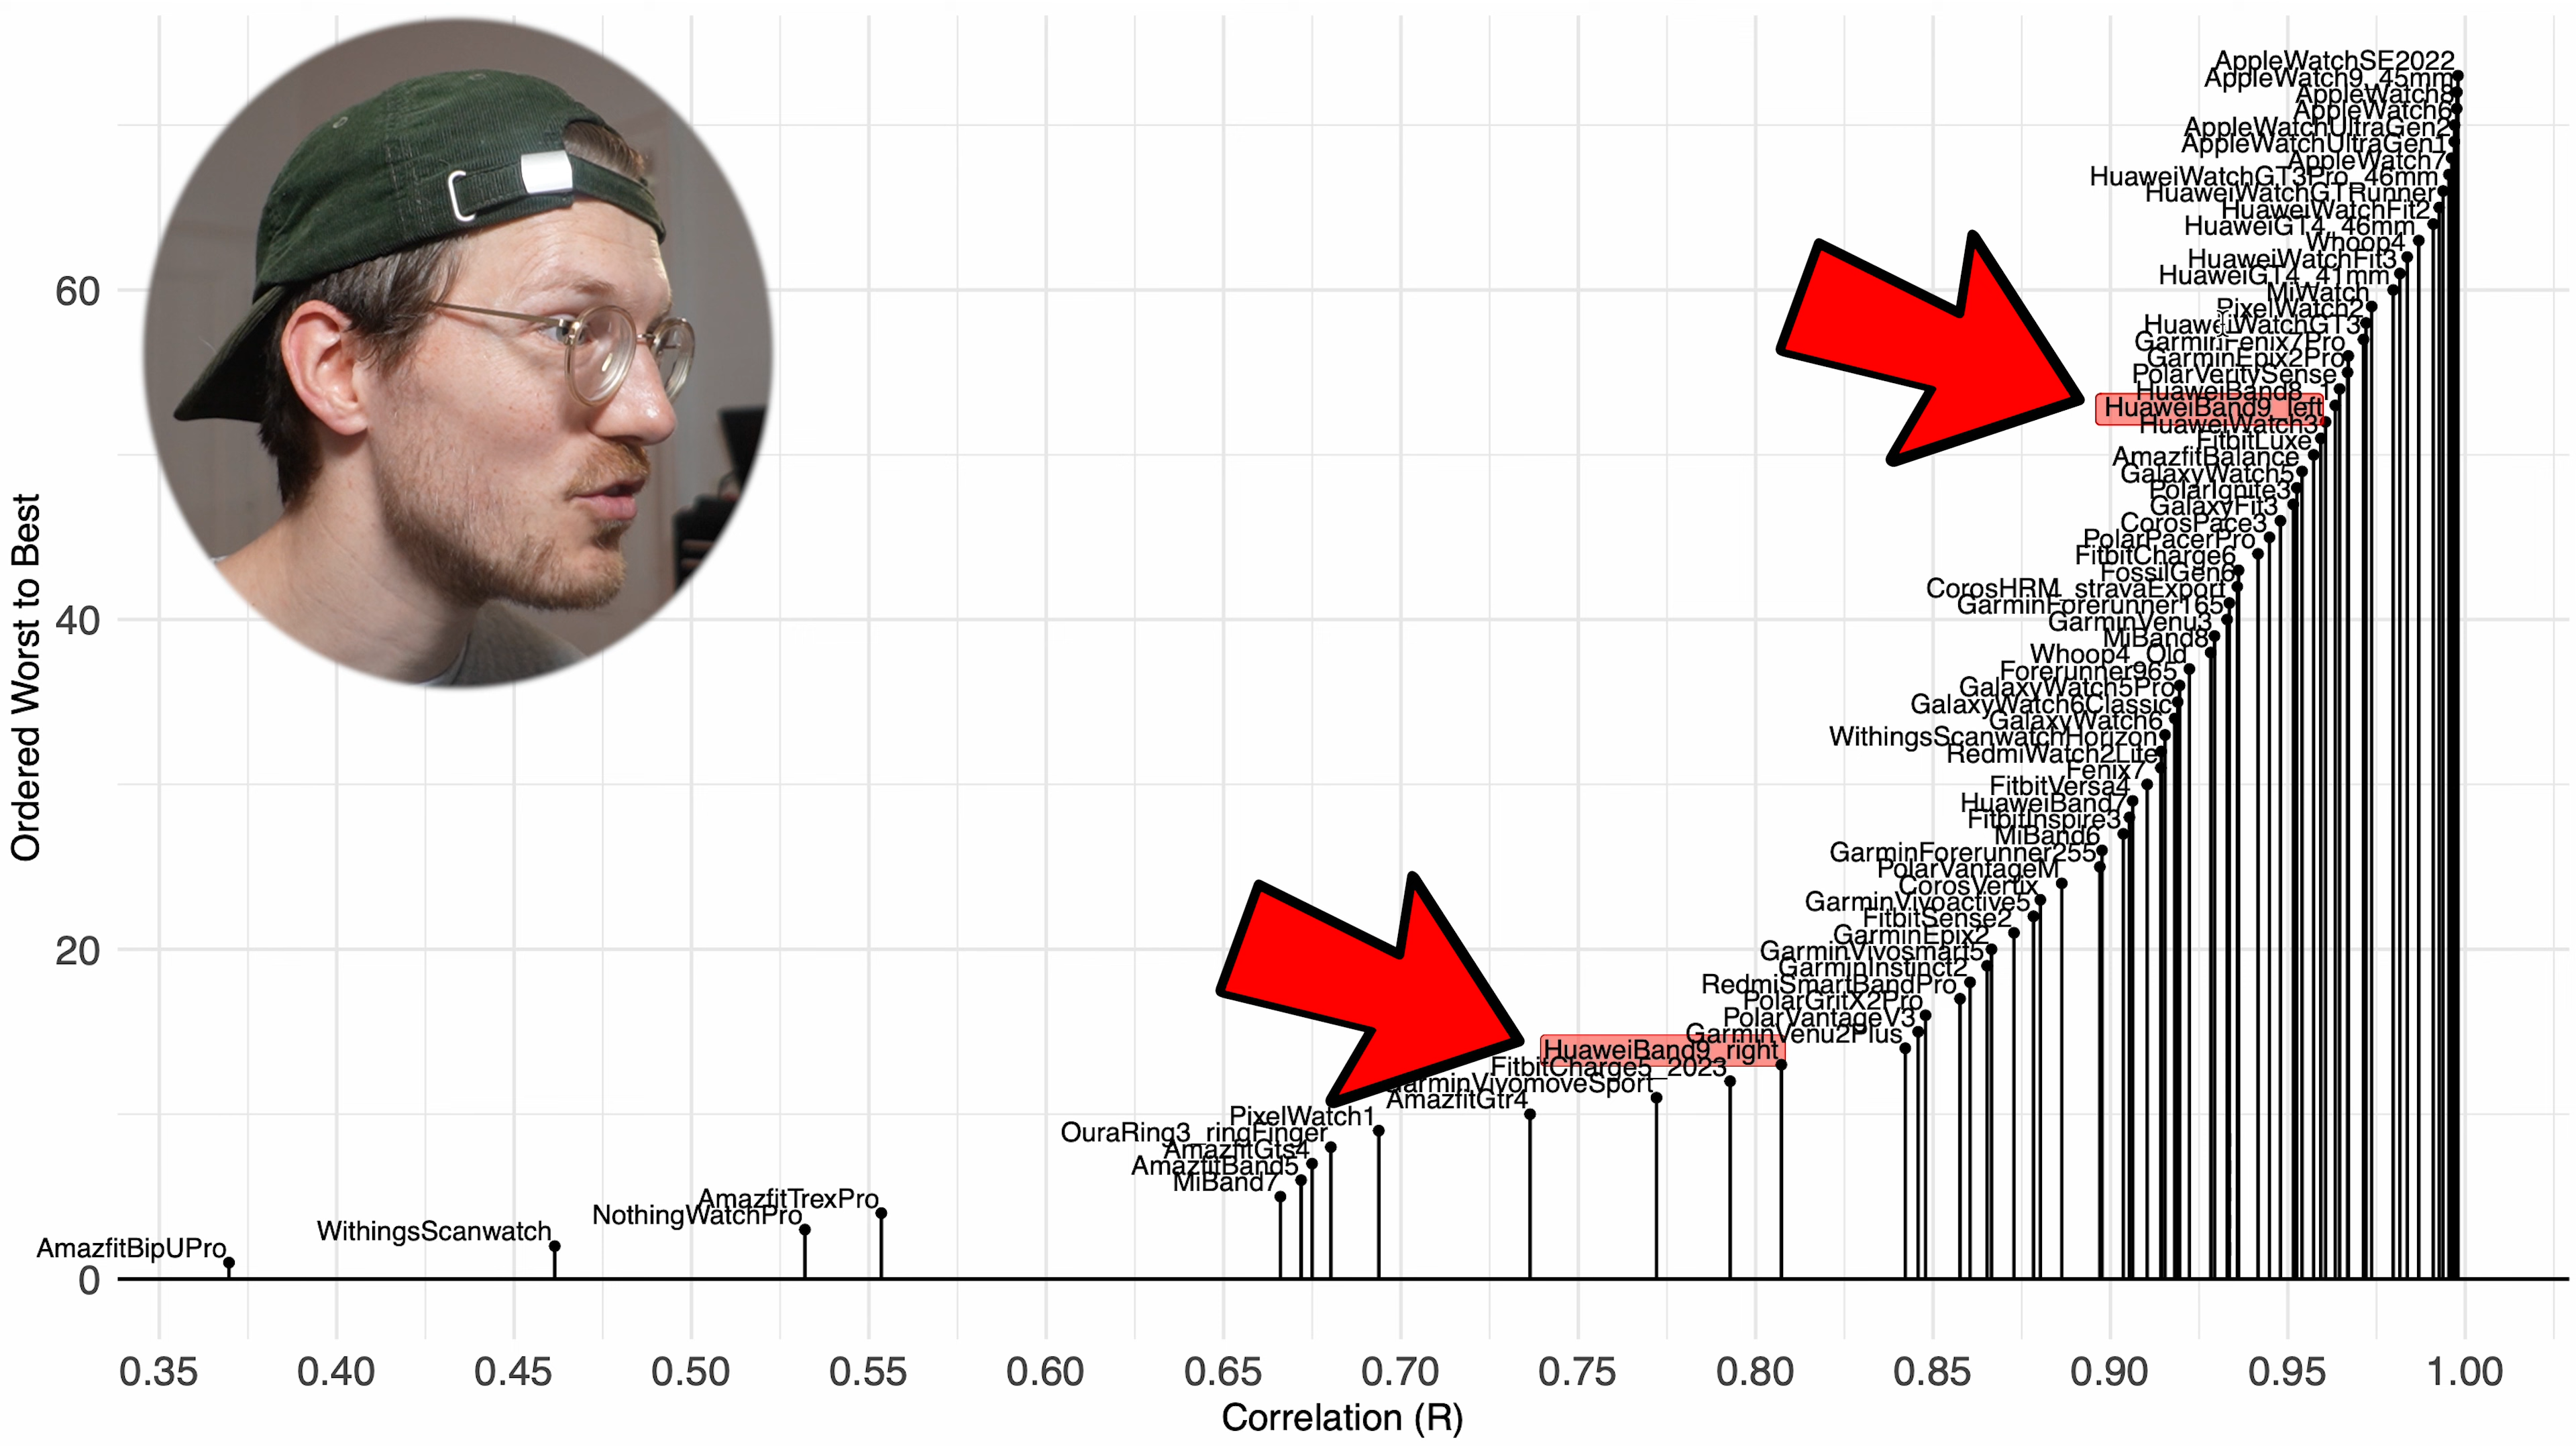 AppleWatchSE2022
AppleWatch9_45mm
AppleWatch8
AppleWatch6
AppleWatchUltraGen2
AppleWatchUltraGen1
AppleWatch7
HuaweiWatchGT3Pro_46mm
HuaweiWatchGTRunner
HuaweiWatchFit2
HuaweiGT4_46mm
Whoop4
HuaweiWatchFit3
HuaweiGT4_41mm
MiWatch
PixelWatch2
HuaweiWatchGT3
GarminFenix7Pro
GarminEpix2Pro
PolarVeritySense
HuaweiBand8_1
HuaweiBand9_left
HuaweiWatch3
FitbitLuxe
AmazfitBalance
GalaxyWatch5
PolarIgnite3
GalaxyFit3
CorosPace3
PolarPacerPro
FitbitCharge6
FossilGen6
CorosHRM_stravaExport
GarminForerunner165
GarminVenu3
MiBand8
Whoop4_Old
Forerunner965
GalaxyWatch5Pro
GalaxyWatch6Classic
GalaxyWatch6
WithingsScanwatchHorizon
RedmiWatch2Lite
Fenix7
FitbitVersa4
HuaweiBand7
FitbitInspire3
MiBand6
GarminForerunner255
PolarVantageM
CorosVertix
GarminVivoactive5
FitbitSense2
GarminEpix2
GarminVivosmart5
GarminInstinct2
RedmiSmartBandPro
PolarGritX2Pro
PolarVantageV3
GarminVenu2Plus
HuaweiBand9_right
FitbitCharge5_2023
GarminVivomoveSport
AmazfitGtr4
PixelWatch1
OuraRing3_ringFinger
AmazfitGts4
AmazfitBand5
MiBand7
AmazfitTrexPro
NothingWatchPro
WithingsScanwatch
AmazfitBipUPro
60
40
20
0
Ordered Worst to Best
0.35 0.40 0.45 0.50 0.55 0.60 0.65 0.70 0.75 0.80 0.85 0.90 0.95 1.00
Correlation (R)